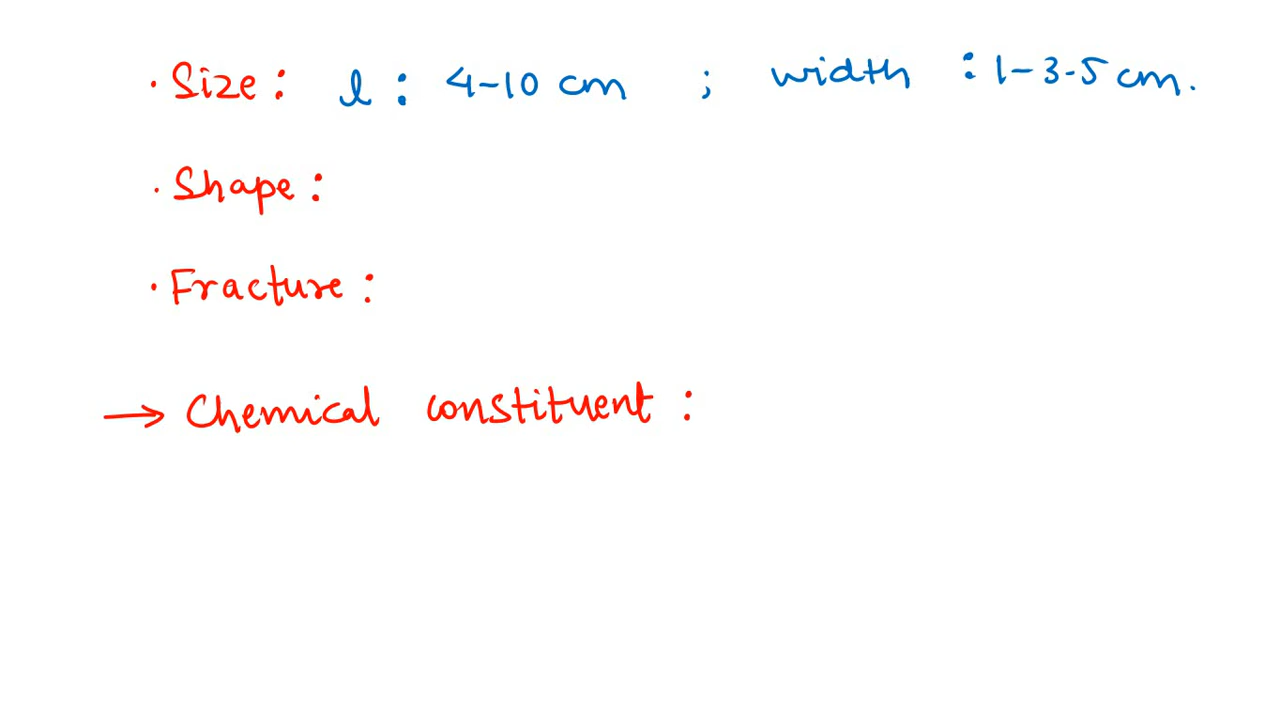 · Size : l : 4-10 cm ; width : 1-3.5 cm.
· Shape :
· Fracture :
→ Chemical constituent :